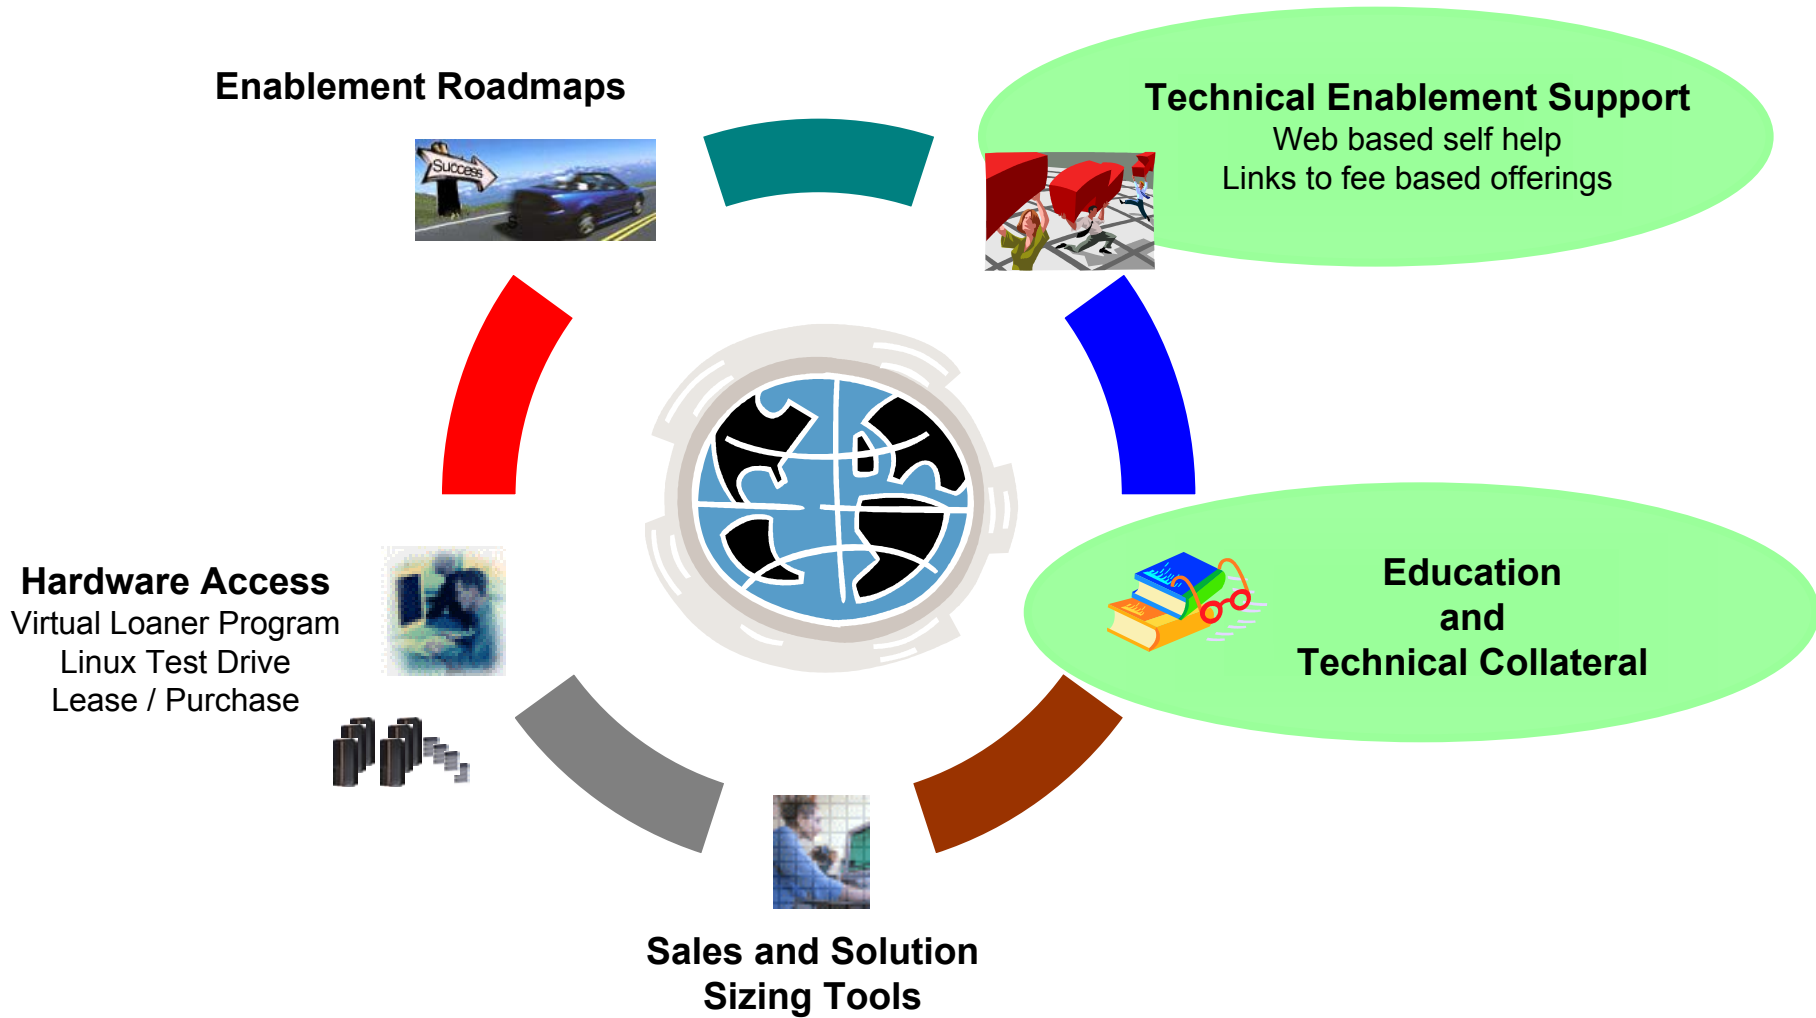 Enablement Roadmaps
Success
S
Technical Enablement Support
Web based self help
Links to fee based offerings
Hardware Access
Virtual Loaner Program
Linux Test Drive
Lease / Purchase
Education
and
Technical Collateral
Sales and Solution
Sizing Tools